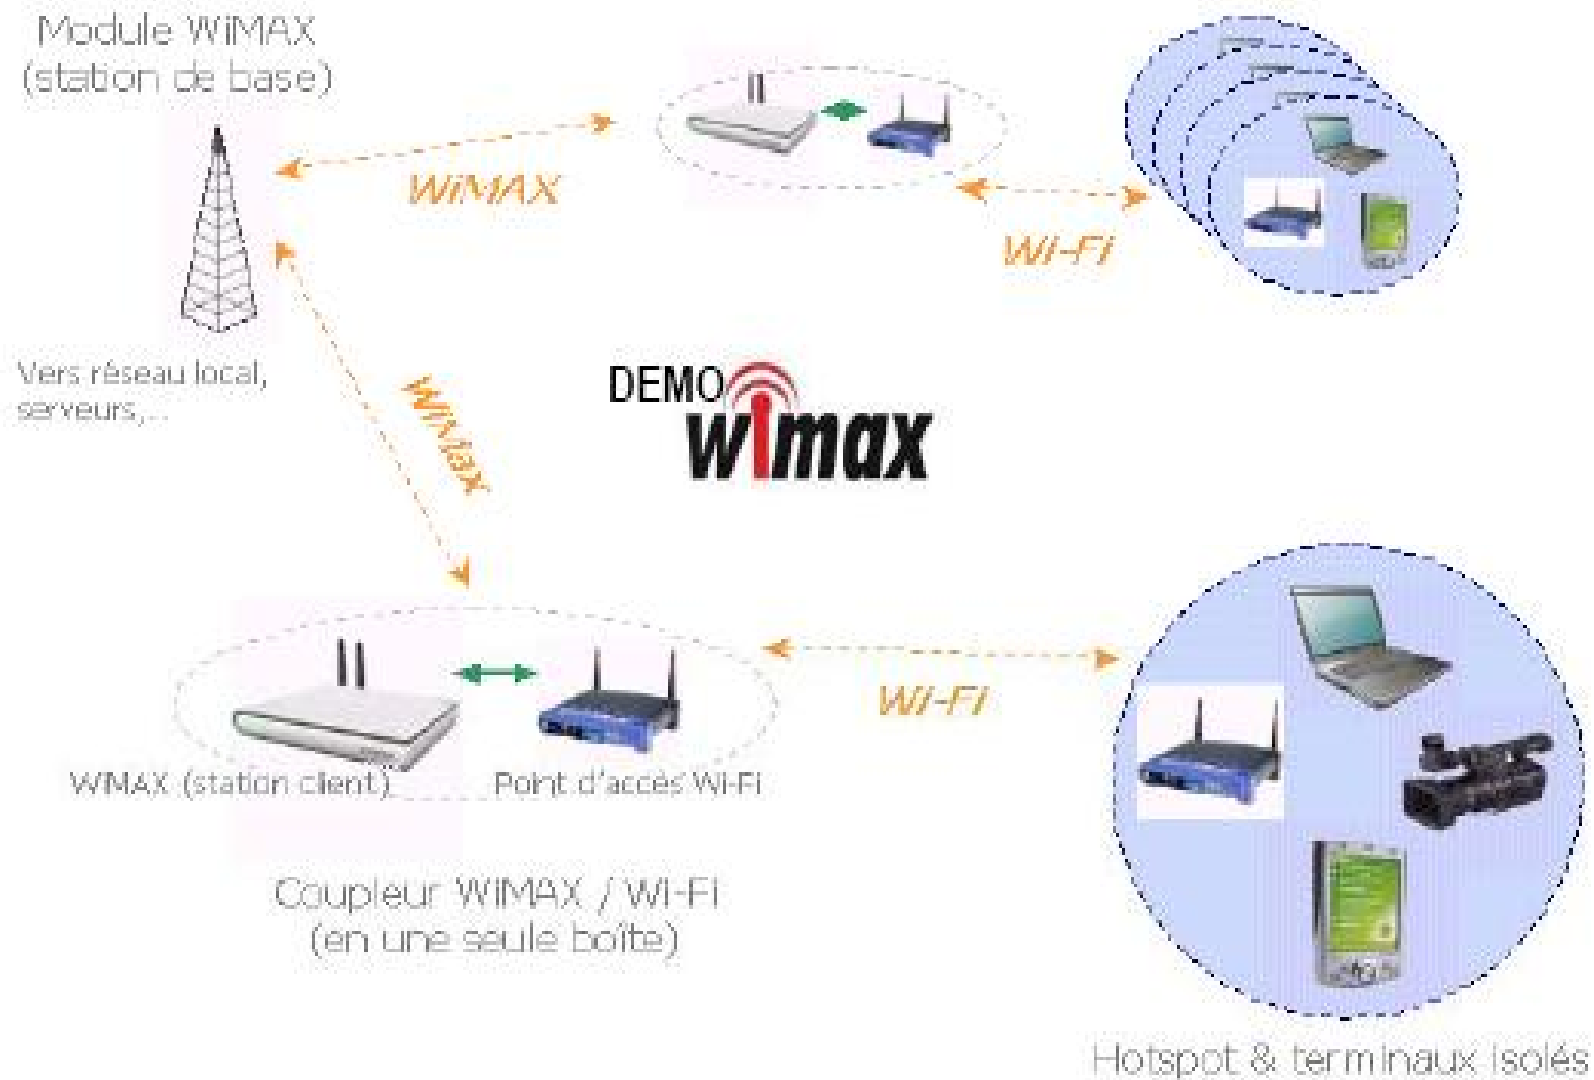 Module WiMAX
(station de base)
WiMAX
Wi-Fi
Vers réseau local,
serveurs,...
WiMax
DEMO
wimax
Wi-Fi
WiMAX (station client)
Point d'accès Wi-Fi
Coupleur WiMAX / Wi-Fi
(en une seule boîte)
Hotspot & terminaux isolés